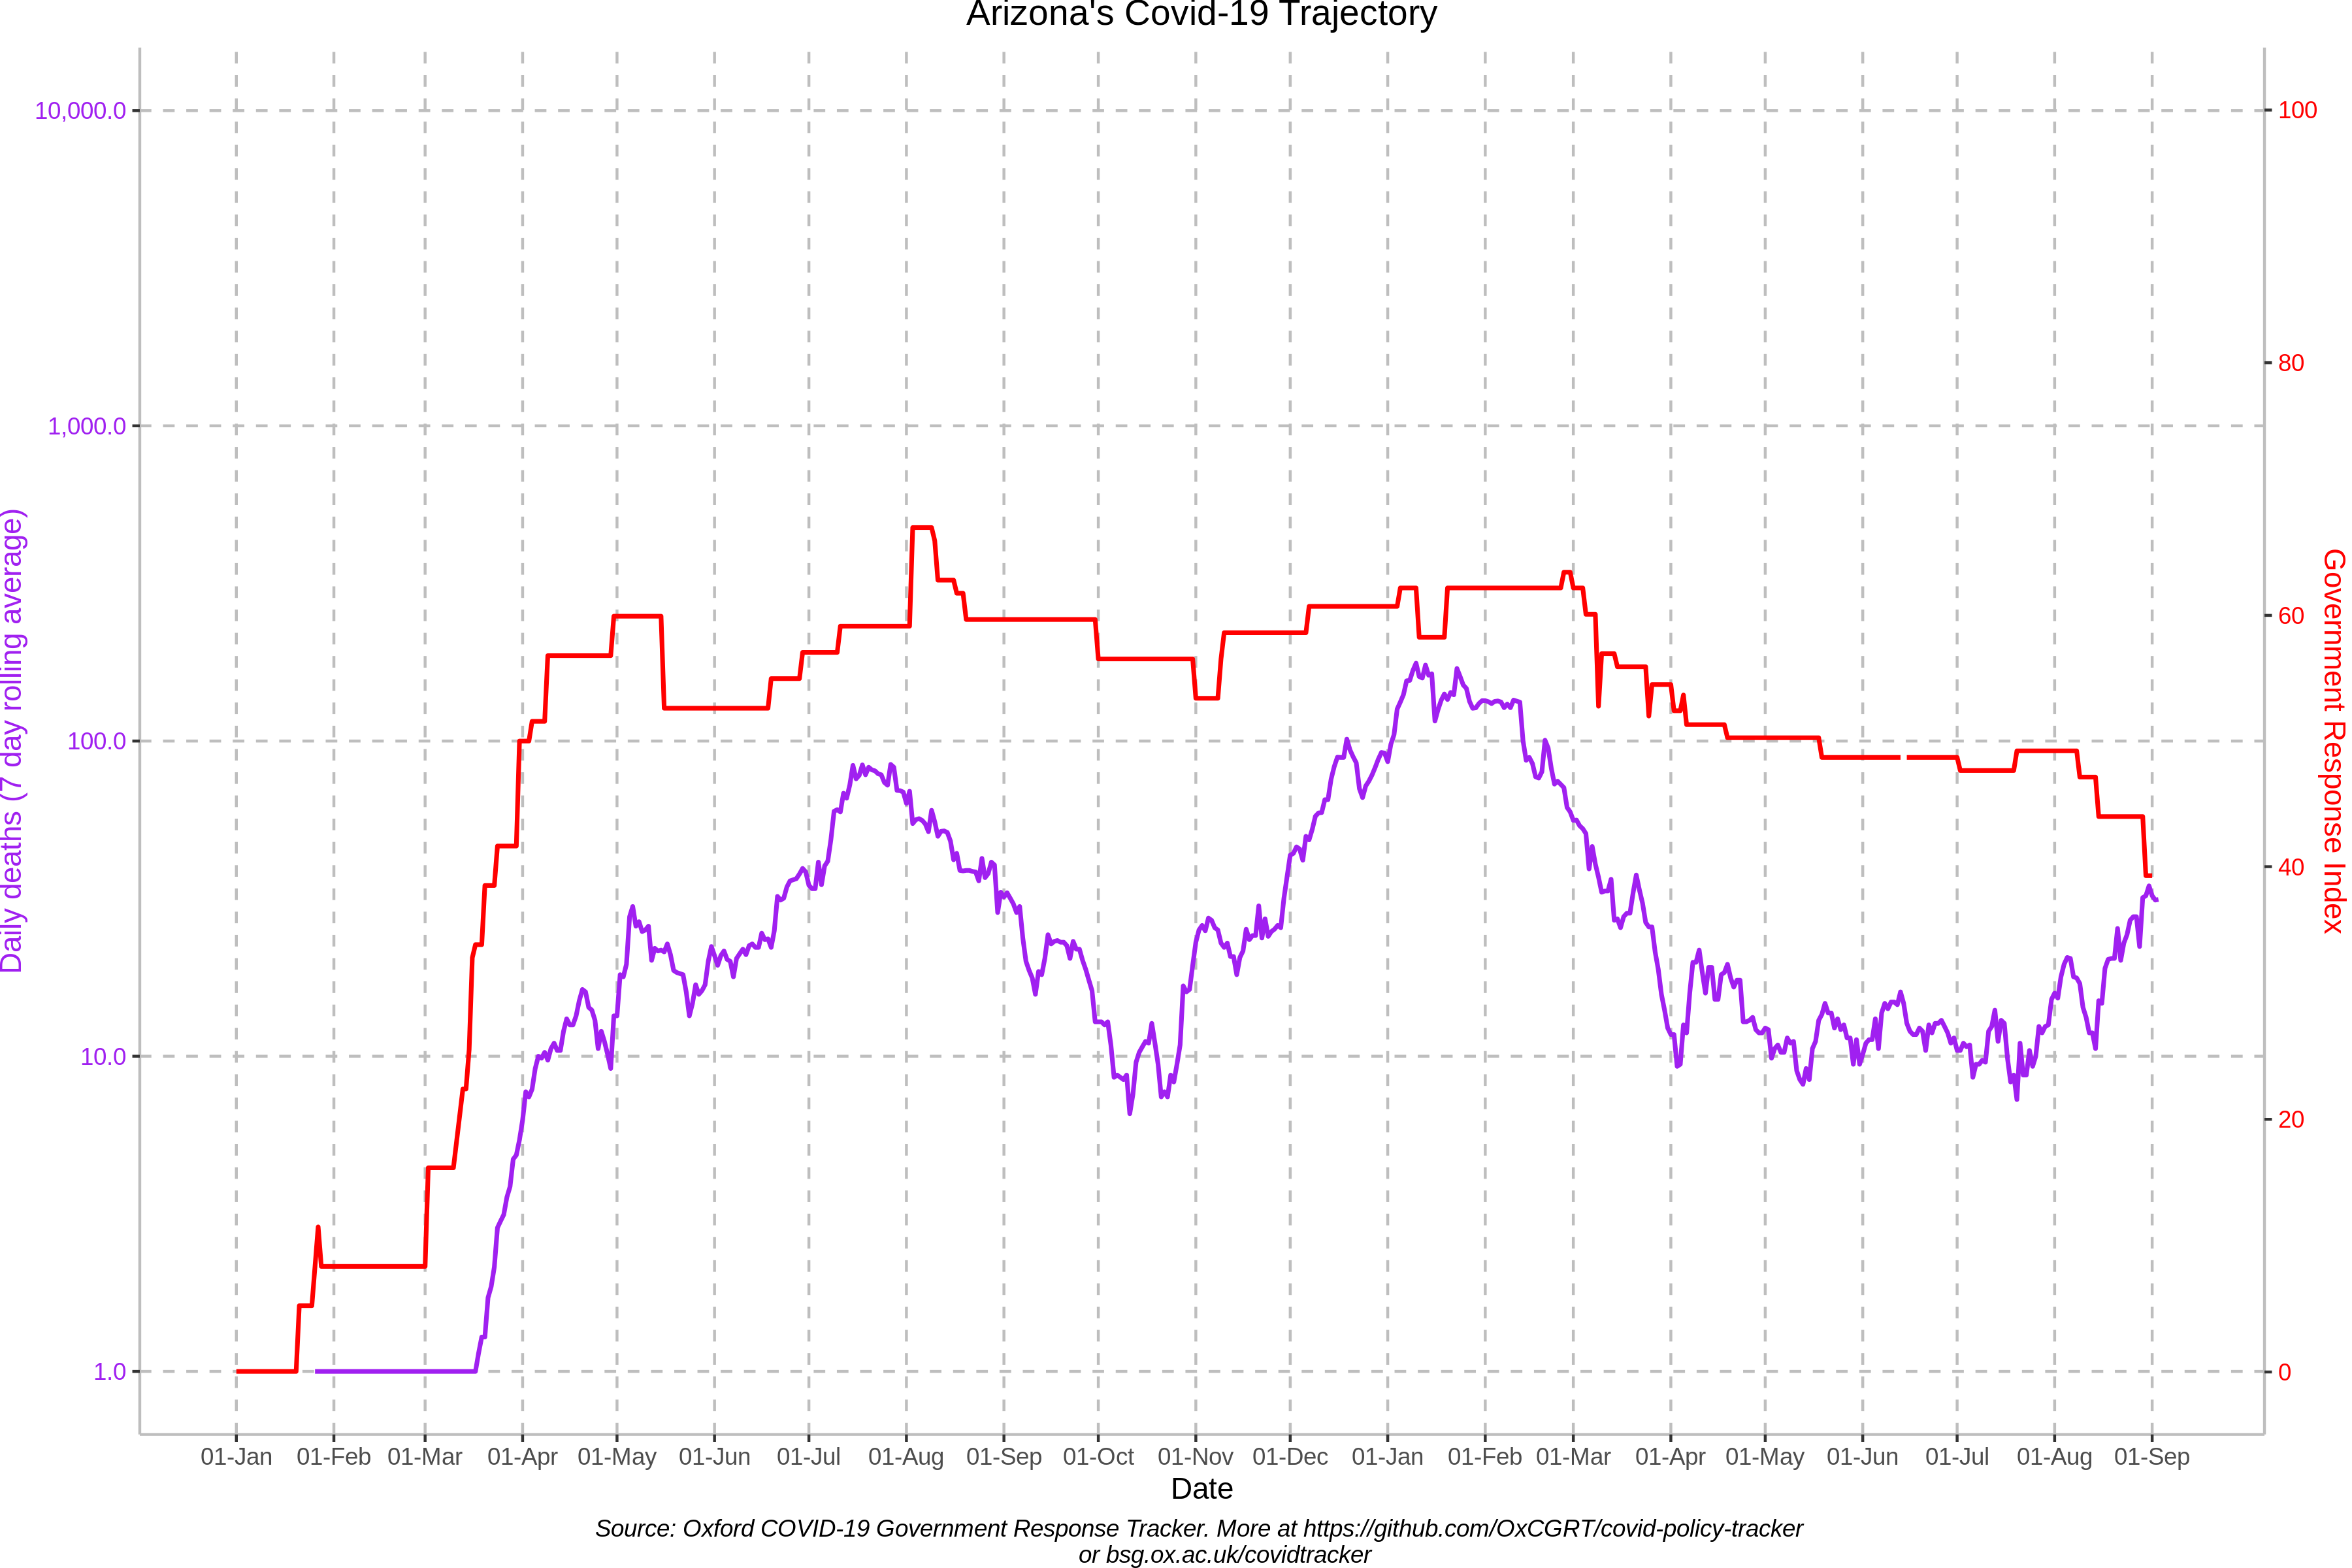 Arizona's Covid-19 Trajectory
10,000.0
1,000.0
100.0
10.0
1.0
Daily deaths (7 day rolling average)
100
80
60
40
20
0
Government Response Index
01-Jan 01-Feb 01-Mar 01-Apr 01-May 01-Jun 01-Jul 01-Aug 01-Sep 01-Oct 01-Nov 01-Dec 01-Jan 01-Feb 01-Mar 01-Apr 01-May 01-Jun 01-Jul 01-Aug 01-Sep
Date
Source: Oxford COVID-19 Government Response Tracker. More at https://github.com/OxCGRT/covid-policy-tracker
or bsg.ox.ac.uk/covidtracker